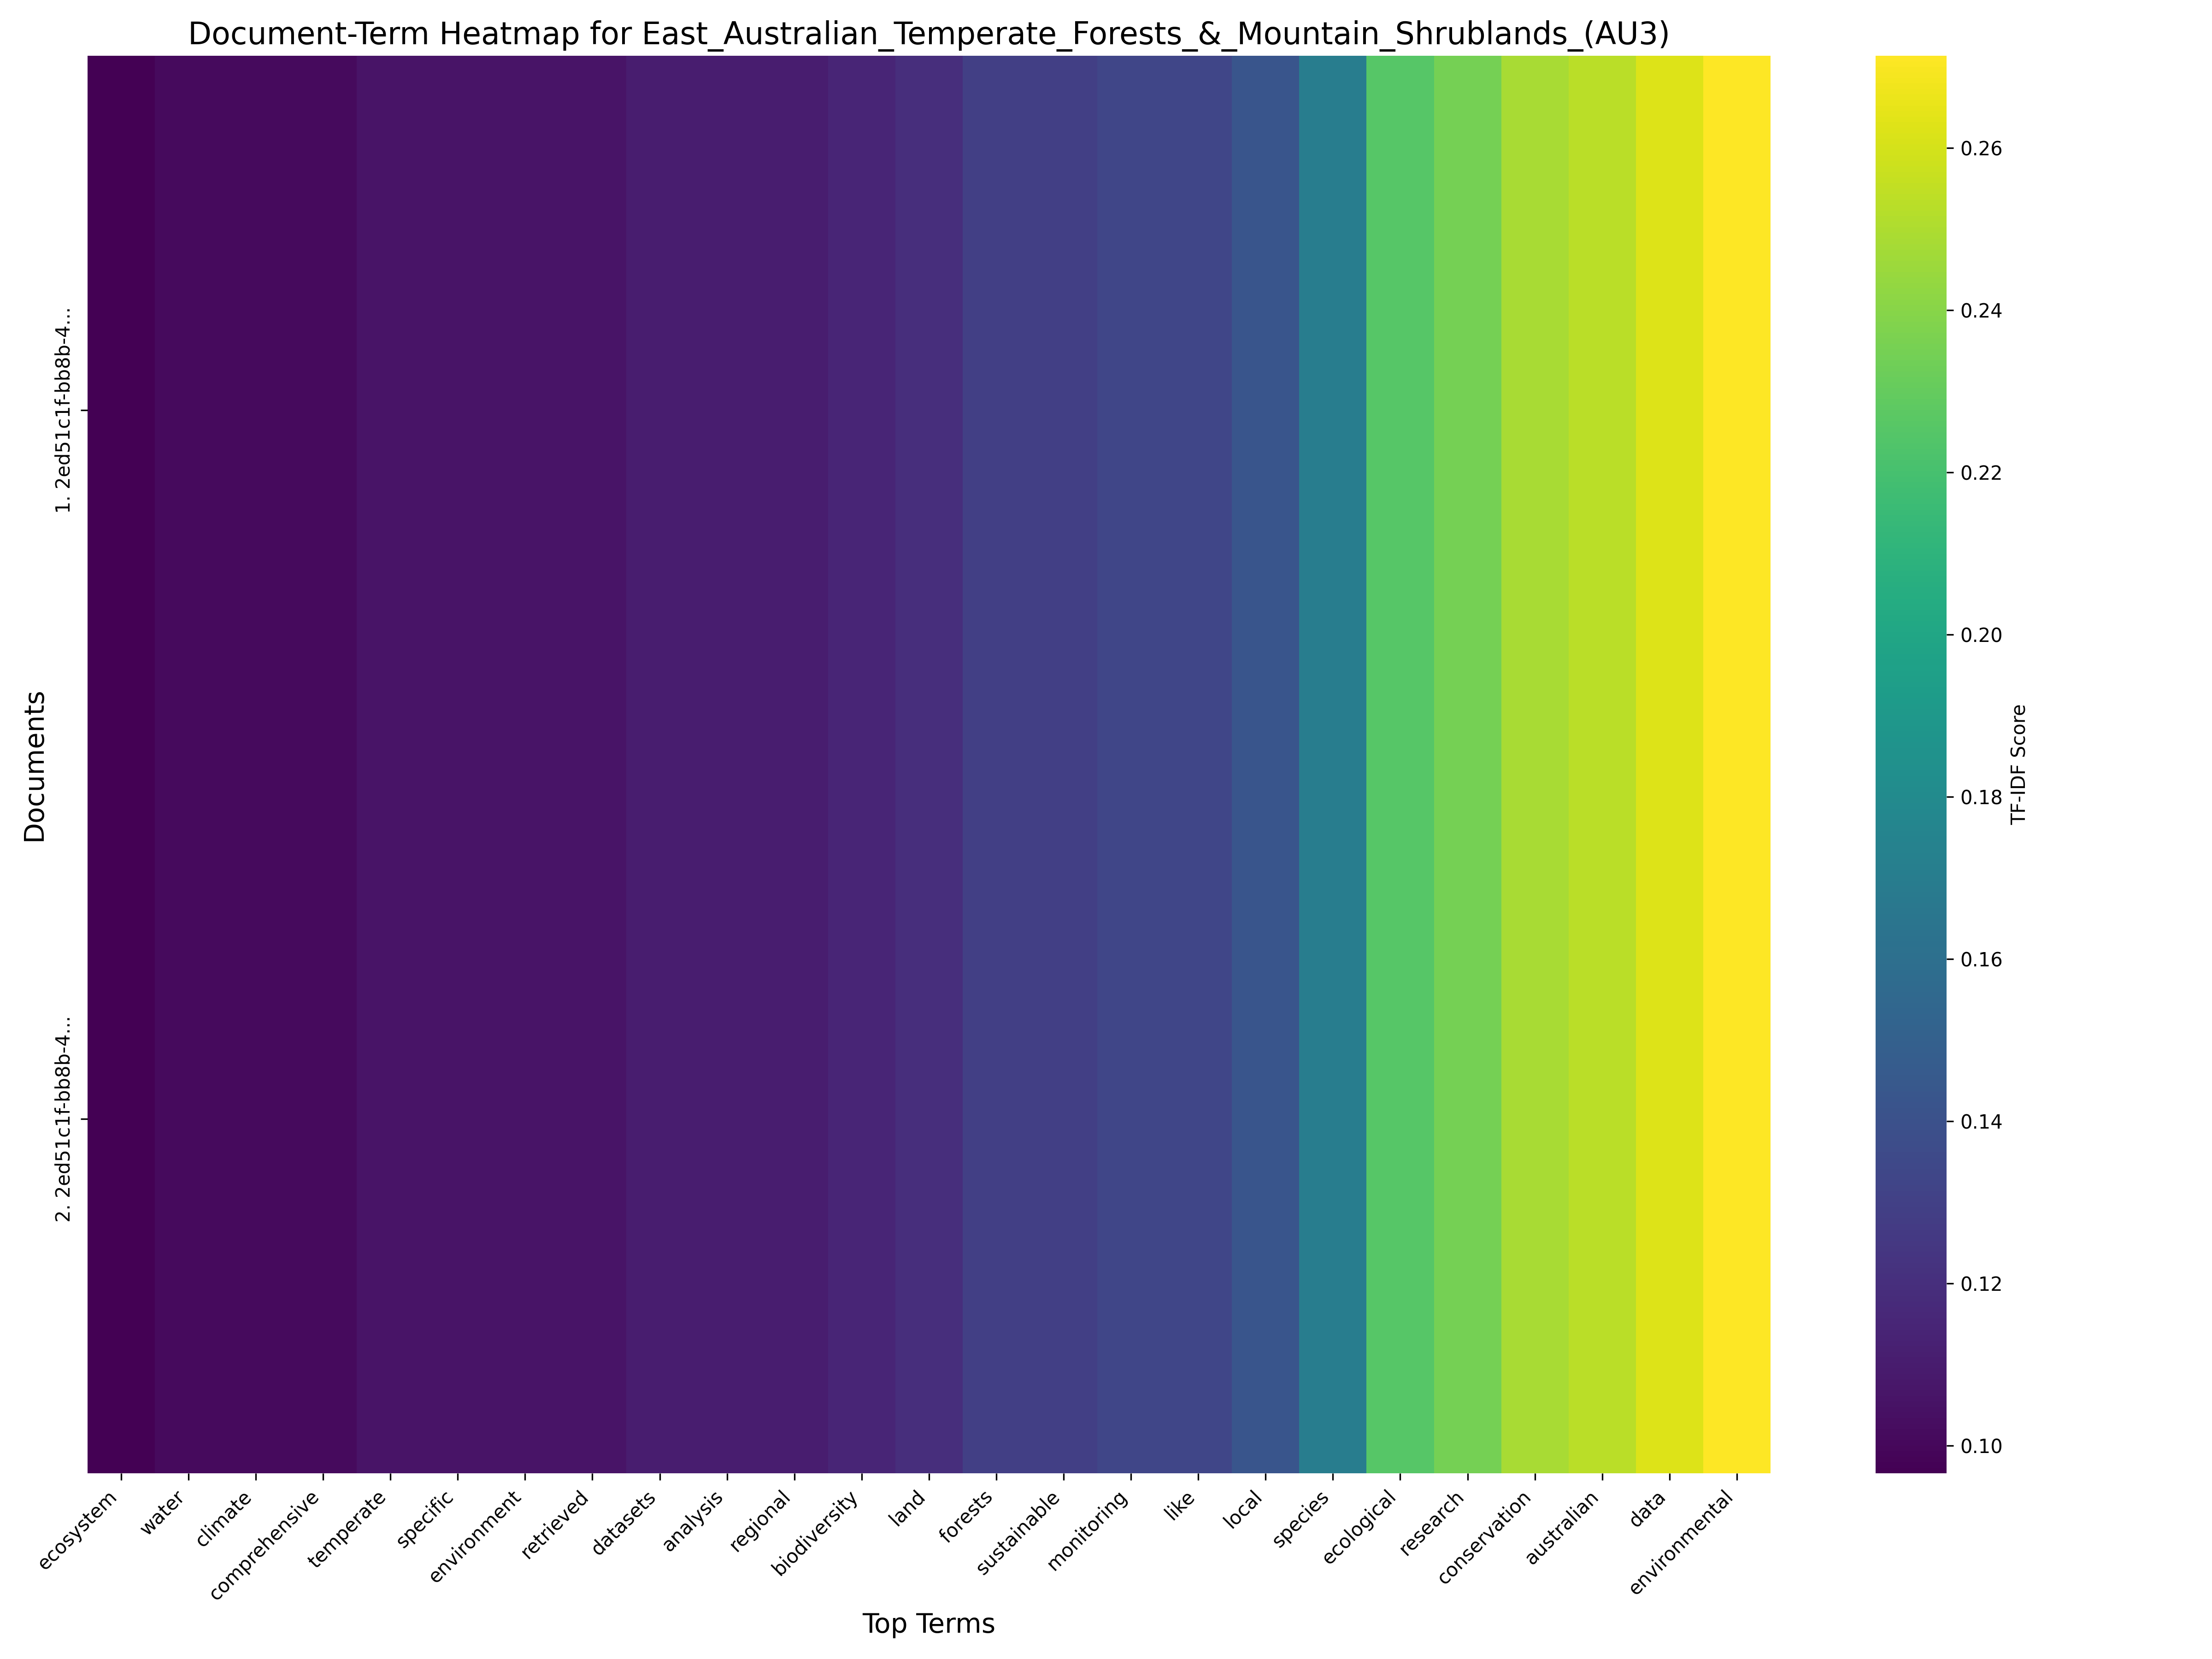 Document-Term Heatmap for East_Australian_Temperate_Forests_&_Mountain_Shrublands_(AU3)
Documents
1. 2ed51c1f-bb8b-4...
2. 2ed51c1f-bb8b-4...
ecosystem
water
climate
comprehensive
temperate
specific
environment
retrieved
datasets
analysis
regional
biodiversity
land
forests
sustainable
monitoring
like
local
species
ecological
research
conservation
australian
data
environmental
Top Terms
0.26
0.24
0.22
0.20
0.18
0.16
0.14
0.12
0.10
TF-IDF Score